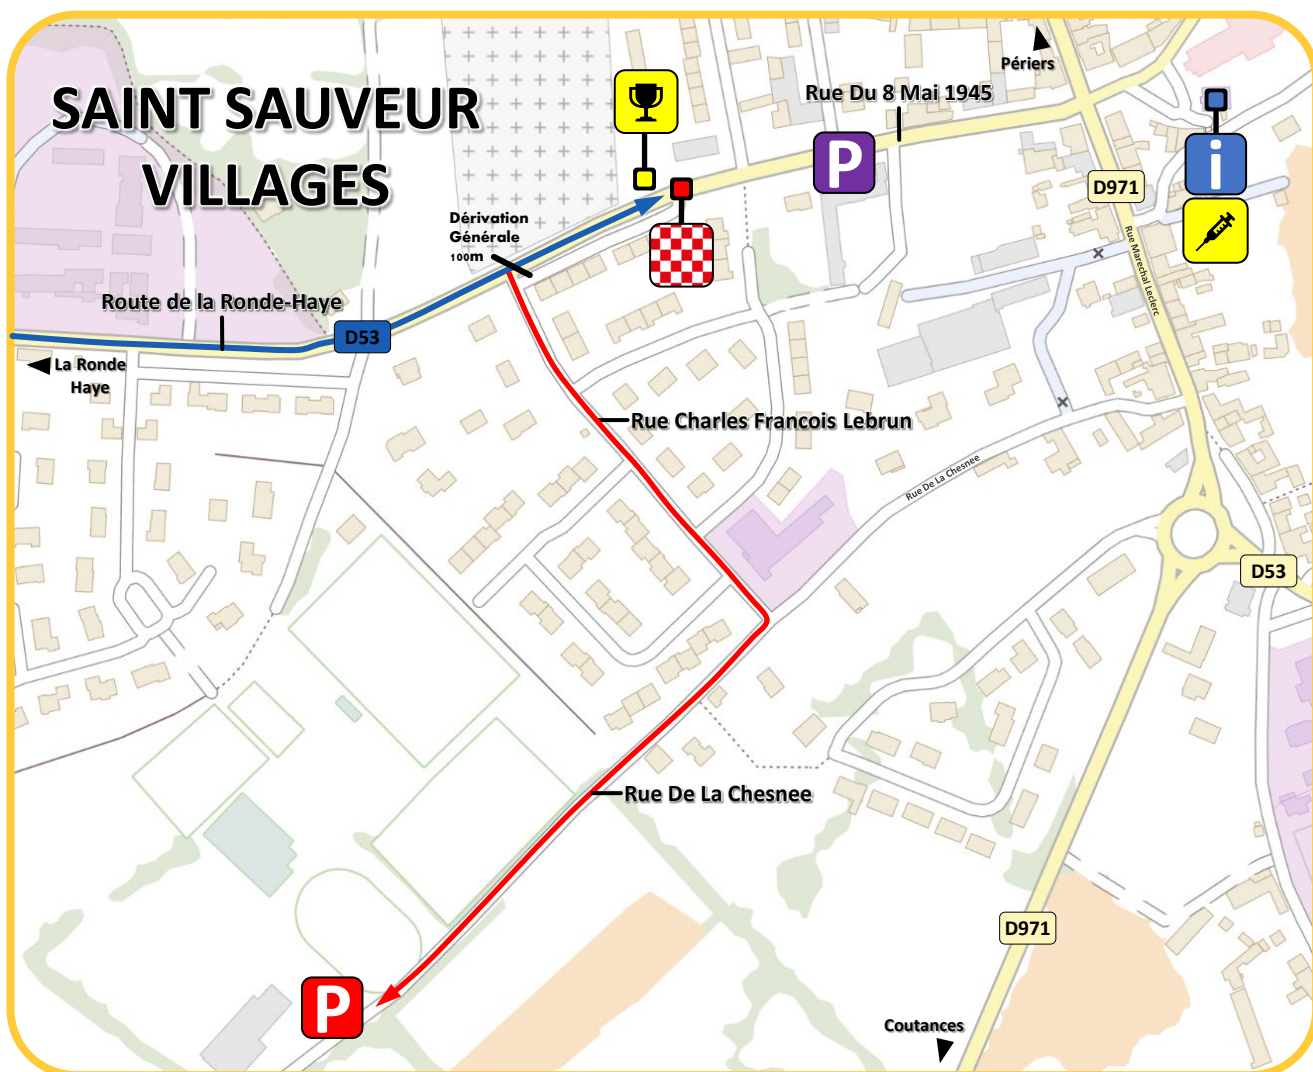 SAINT SAUVEUR
VILLAGES
Périers
Rue Du 8 Mai 1945
P
i
D971
Rue Marechal Leclerc
Dérivation
Générale
100m
Route de la Ronde-Haye
D53
La Ronde
Haye
Rue Charles Francois Lebrun
Rue De La Chesnee
D53
Rue De La Chesnee
D971
P
Coutances